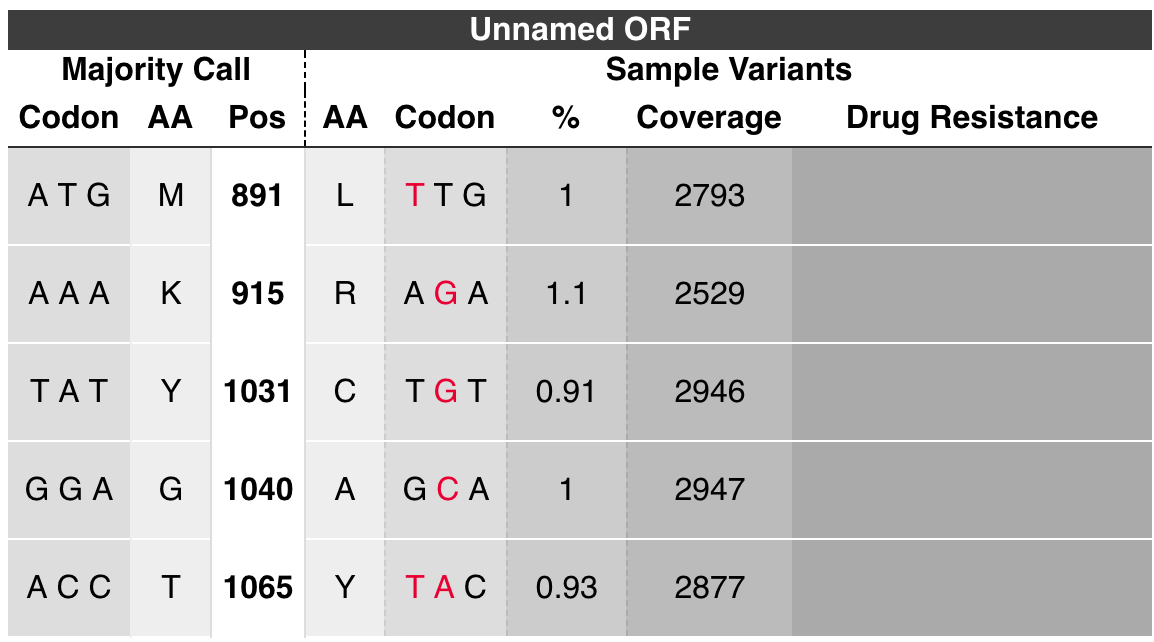 Unnamed ORF
Majority Call Sample Variants
Codon AA Pos AA Codon % Coverage Drug Resistance
A T G M 891 L T T G 1 2793
A A A K 915 R A G A 1.1 2529
T A T Y 1031 C T G T 0.91 2946
G G A G 1040 A G C A 1 2947
A C C T 1065 Y T A C 0.93 2877